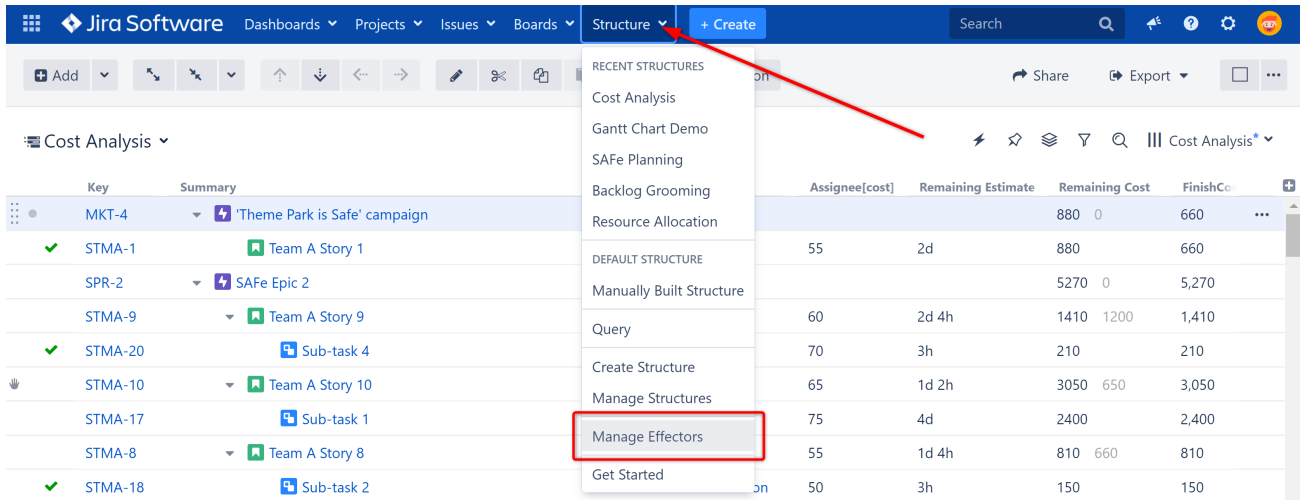 Jira Software Dashboards Projects Issues Boards Structure + Create Search
Add Share Export
Cost Analysis Cost Analysis*
Key Summary Assignee[cost] Remaining Estimate Remaining Cost
MKT-4 'Theme Park is Safe' campaign 880 0 660
STMA-1 Team A Story 1 55 2d 880 660
SPR-2 SAFe Epic 2 5270 0 5,270
STMA-9 Team A Story 9 60 2d 4h 1410 1200 1,410
STMA-20 Sub-task 4 70 3h 210 210
STMA-10 Team A Story 10 65 1d 2h 3050 650 3,050
STMA-17 Sub-task 1 75 4d 2400 2,400
STMA-8 Team A Story 8 55 1d 4h 810 660 810
STMA-18 Sub-task 2 50 3h 150 150
RECENT STRUCTURES
Cost Analysis
Gantt Chart Demo
SAFe Planning
Backlog Grooming
Resource Allocation
DEFAULT STRUCTURE
Manually Built Structure
Query
Create Structure
Manage Structures
Manage Effectors
Get Started